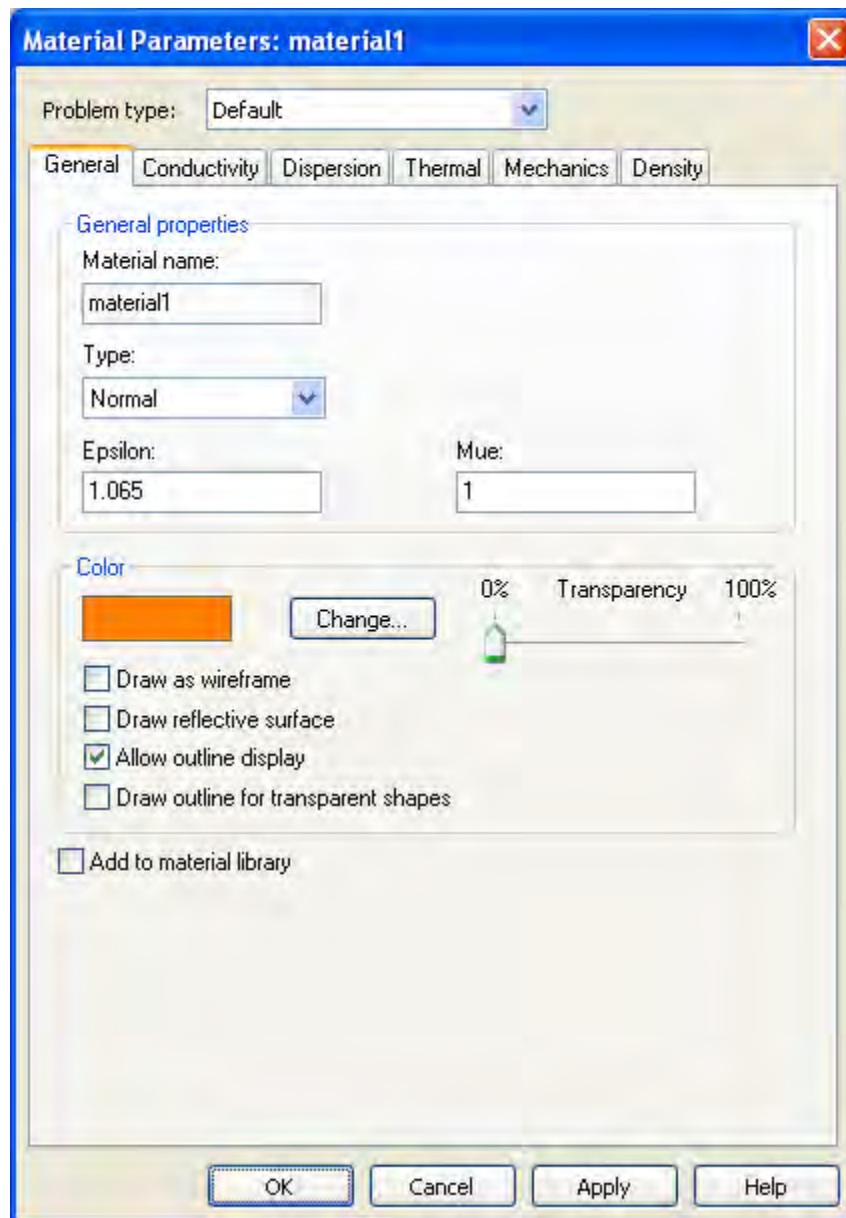 Material Parameters: material1
Problem type: Default
General Conductivity Dispersion Thermal Mechanics Density
General properties
Material name:
material1
Type:
Normal
Epsilon: Mue:
1.065 1
Color
0% Transparency 100%
Change...
Draw as wireframe
Draw reflective surface
Allow outline display
Draw outline for transparent shapes
Add to material library
OK Cancel Apply Help